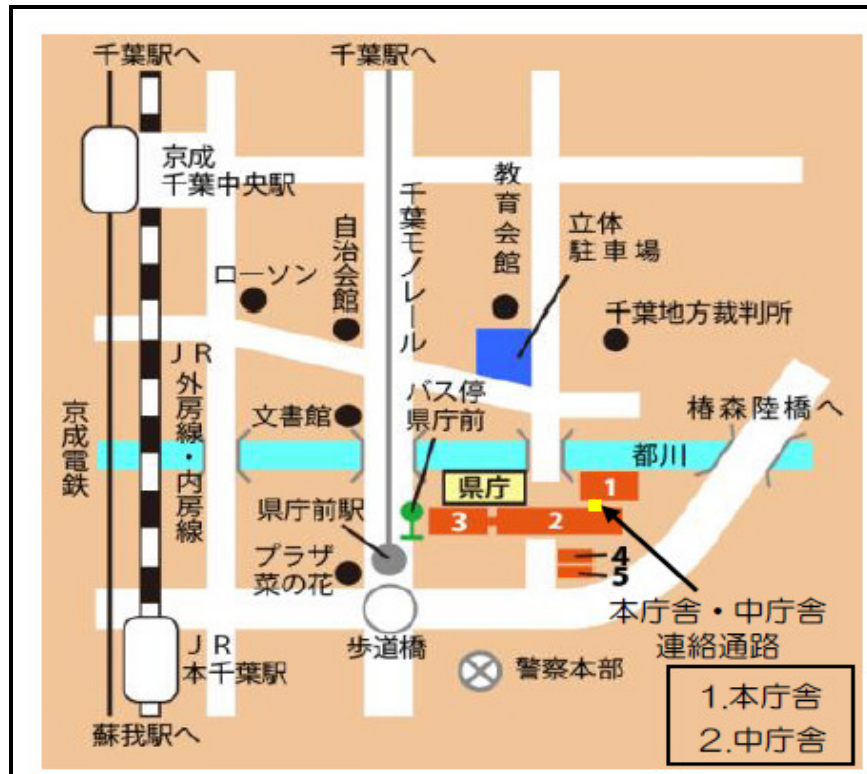 千葉駅へ
千葉駅へ
京成
千葉中央駅
ローソン
自治会館
千葉モノレール
教育会館
立体
駐車場
千葉地方裁判所
JR
外房線・内房線
京成電鉄
文書館
バス停
県庁前
椿森陸橋へ
都川
県庁
1
2
3
4
5
県庁前駅
プラザ
菜の花
本庁舎・中庁舎
連絡通路
歩道橋
警察本部
JR
本千葉駅
蘇我駅へ
1.本庁舎
2.中庁舎